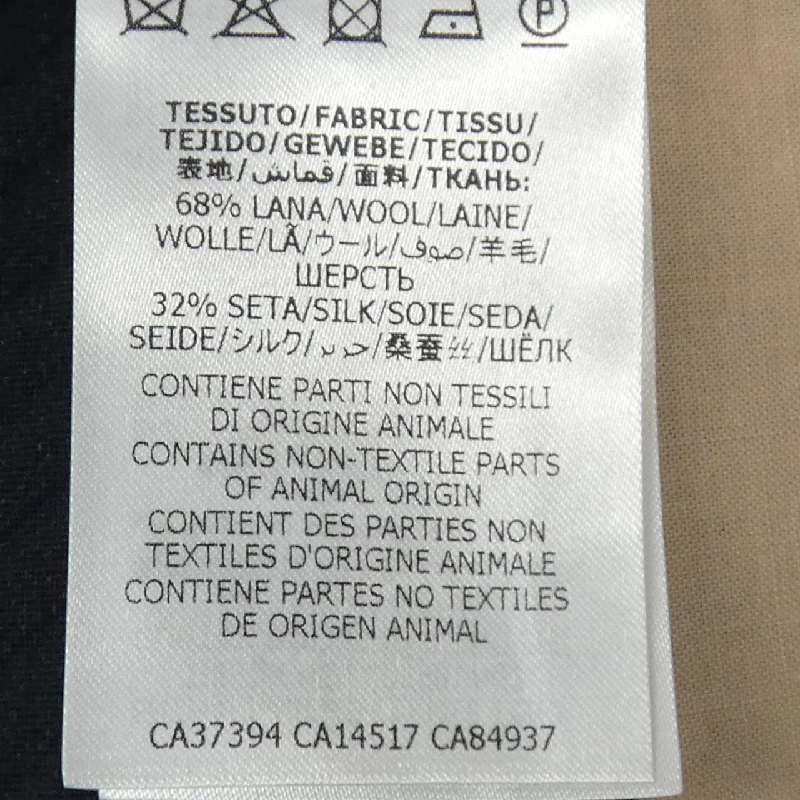 P
TESSUTO/FABRIC/TISSU/
TEJIDO/GEWEBE/TECIDO/
表地/قماش/面料/ТКАНЬ:
68% LANA/WOOL/LAINE/
WOLLE/LÃ/ウール/صوف/羊毛/
ШЕРСТЬ
32% SETA/SILK/SOIE/SEDA/
SEIDE/シルク/حرير/桑蚕丝/ШЁЛК
CONTIENE PARTI NON TESSILI
DI ORIGINE ANIMALE
CONTAINS NON-TEXTILE PARTS
OF ANIMAL ORIGIN
CONTIENT DES PARTIES NON
TEXTILES D'ORIGINE ANIMALE
CONTIENE PARTES NO TEXTILES
DE ORIGEN ANIMAL
CA37394 CA14517 CA84937